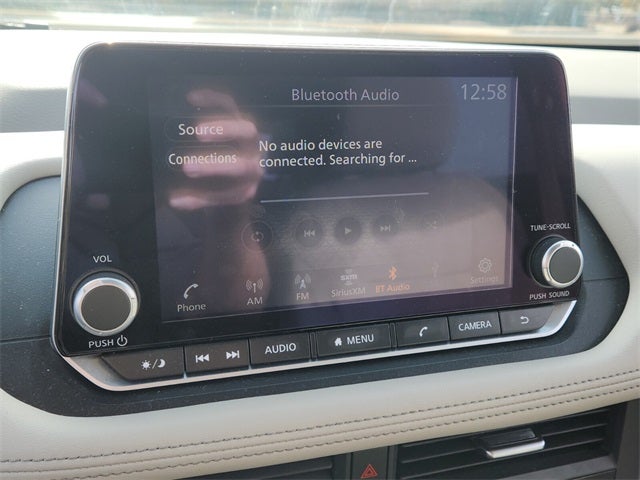 Bluetooth Audio
12:58
Source
Connections
No audio devices are
connected. Searching for ...
Phone
AM
FM
SXM
SiriusXM
BT Audio
Settings
VOL
PUSH
TUNE·SCROLL
PUSH SOUND
AUDIO
MENU
CAMERA